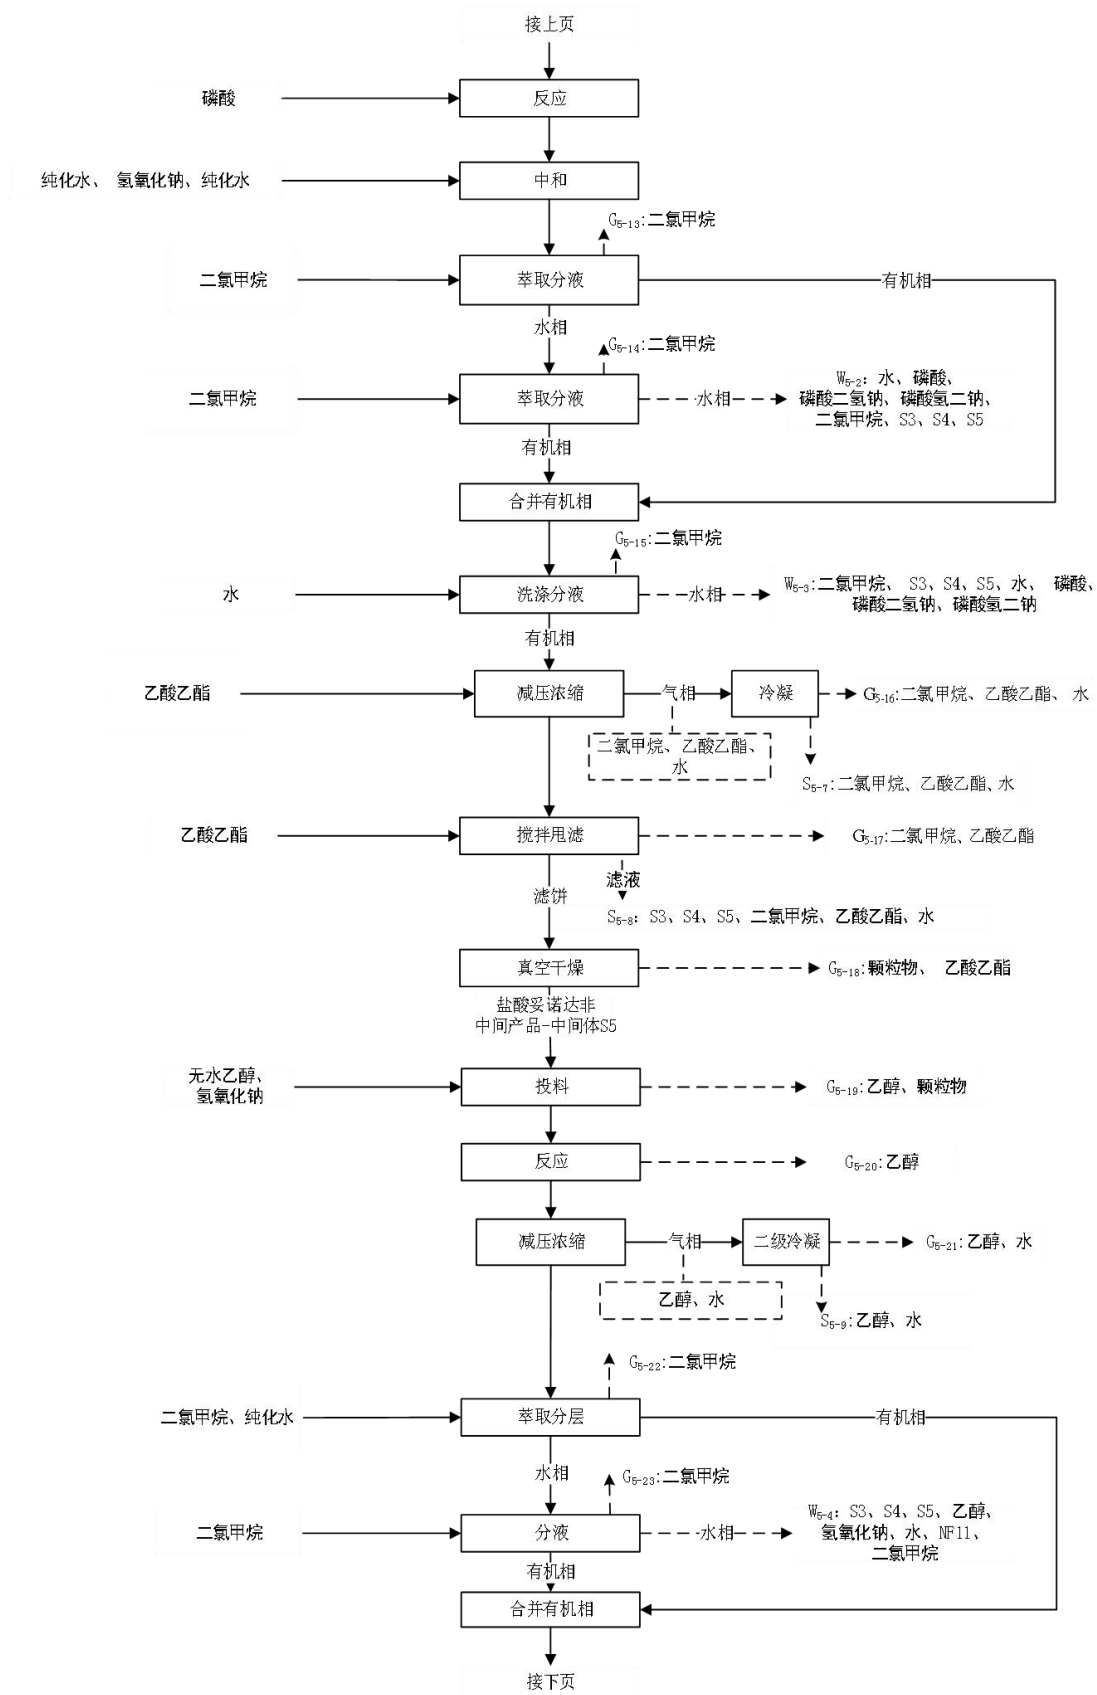 接上页
磷酸
反应
纯化水、 氢氧化钠、纯化水
中和
G5-13:二氯甲烷
二氯甲烷
萃取分液
有机相
水相
G5-14:二氯甲烷
二氯甲烷
萃取分液
水相
W5-2: 水、磷酸、
磷酸二氢钠、磷酸氢二钠、
二氯甲烷、S3、S4、S5
有机相
合并有机相
G5-15:二氯甲烷
水
洗涤分液
水相
W5-3:二氯甲烷、 S3、S4、S5、水、 磷酸、
磷酸二氢钠、磷酸氢二钠
有机相
乙酸乙酯
减压浓缩
气相
冷凝
G5-16:二氯甲烷、乙酸乙酯、 水
二氯甲烷、乙酸乙酯、
水
S5-7:二氯甲烷、乙酸乙酯、水
乙酸乙酯
搅拌甩滤
G5-17:二氯甲烷、乙酸乙酯
滤液
滤饼
S5-8: S3、S4、S5、二氯甲烷、乙酸乙酯、水
真空干燥
G5-18:颗粒物、 乙酸乙酯
盐酸妥诺达非
中间产品-中间体S5
无水乙醇、
氢氧化钠
投料
G5-19:乙醇、颗粒物
反应
G5-20:乙醇
减压浓缩
气相
二级冷凝
G5-21:乙醇、水
乙醇、水
S5-9:乙醇、水
G5-22:二氯甲烷
二氯甲烷、纯化水
萃取分层
有机相
水相
G5-23:二氯甲烷
二氯甲烷
分液
水相
W5-4: S3、S4、S5、乙醇、
氢氧化钠、水、NF11、
二氯甲烷
有机相
合并有机相
接下页